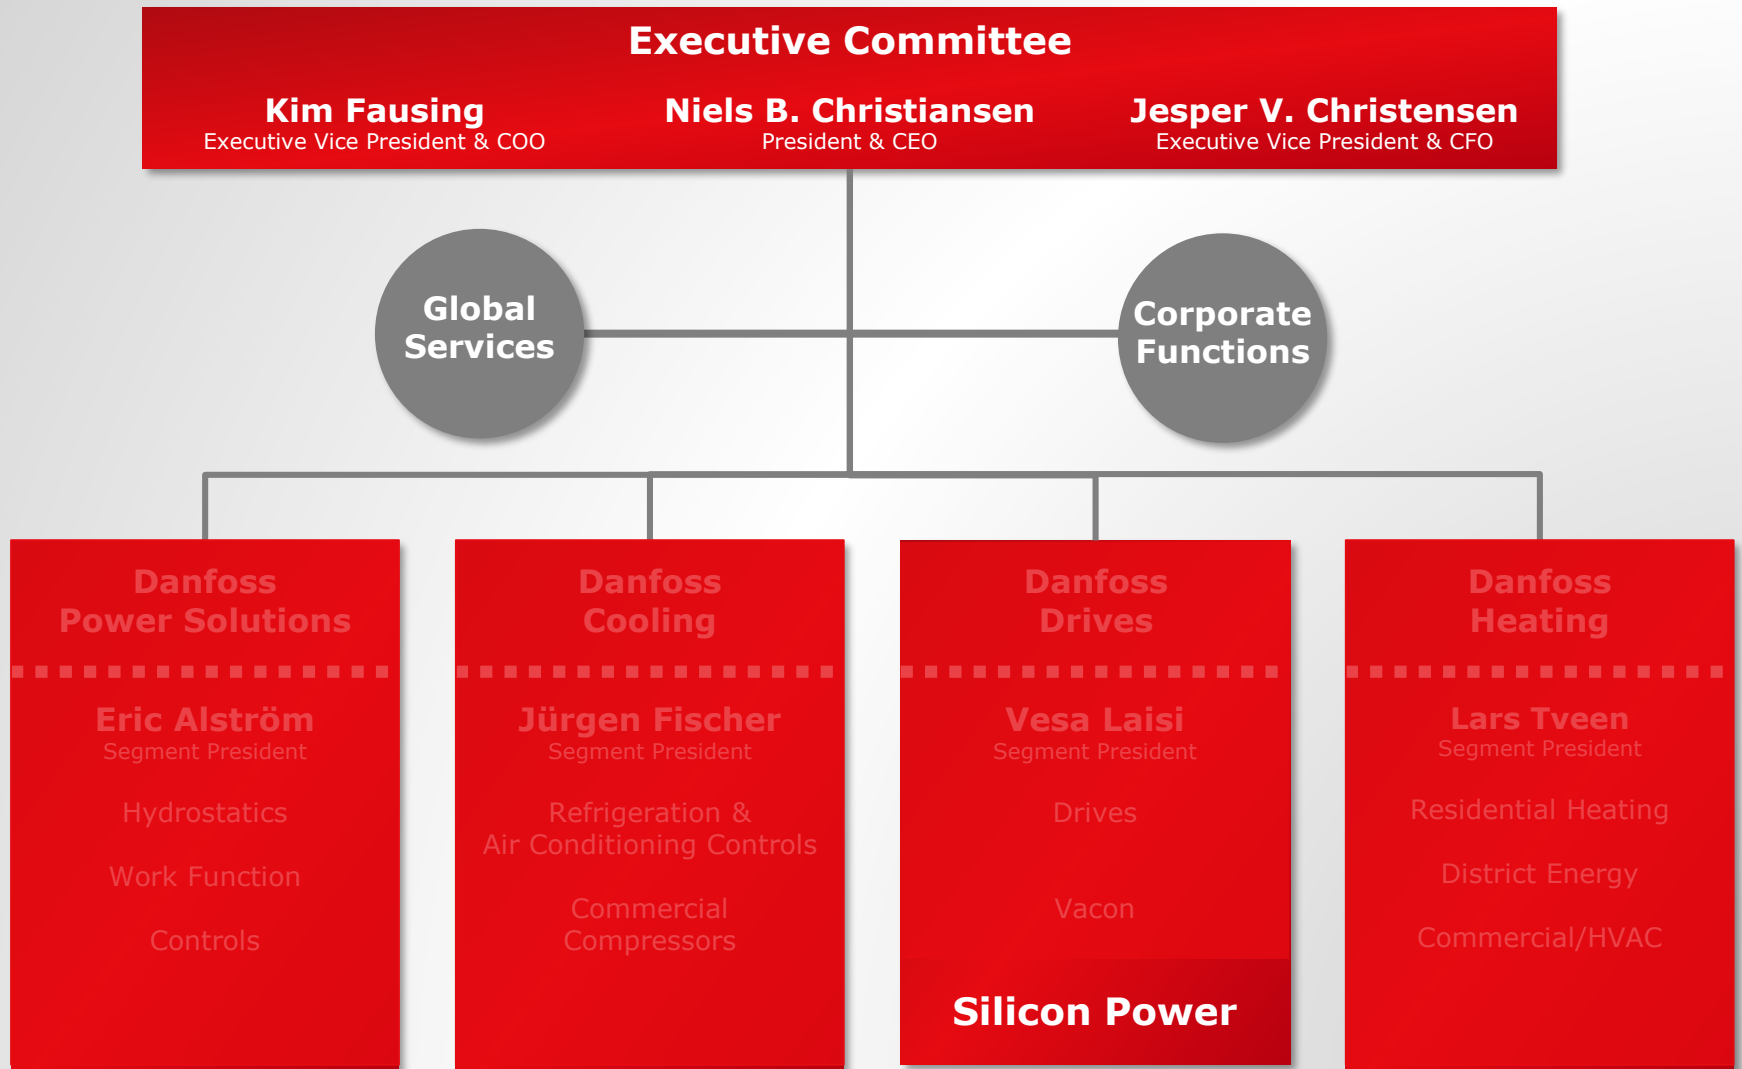 Executive Committee
Kim Fausing
Executive Vice President & COO
Niels B. Christiansen
President & CEO
Jesper V. Christensen
Executive Vice President & CFO
Global
Services
Corporate
Functions
Danfoss
Power Solutions
Eric Alström
Segment President
Hydrostatics
Work Function
Controls
Danfoss
Cooling
Jürgen Fischer
Segment President
Refrigeration &
Air Conditioning Controls
Commercial
Compressors
Danfoss
Drives
Vesa Laisi
Segment President
Drives
Vacon
Silicon Power
Danfoss
Heating
Lars Tveen
Segment President
Residential Heating
District Energy
Commercial/HVAC